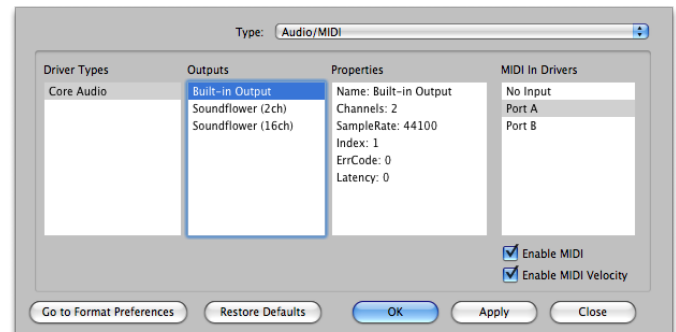 Type: Audio/MIDI
Driver Types
Core Audio
Outputs
Built-in Output
Soundflower (2ch)
Soundflower (16ch)
Properties
Name: Built-in Output
Channels: 2
SampleRate: 44100
Index: 1
ErrCode: 0
Latency: 0
MIDI In Drivers
No Input
Port A
Port B
Enable MIDI
Enable MIDI Velocity
Go to Format Preferences
Restore Defaults
OK
Apply
Close